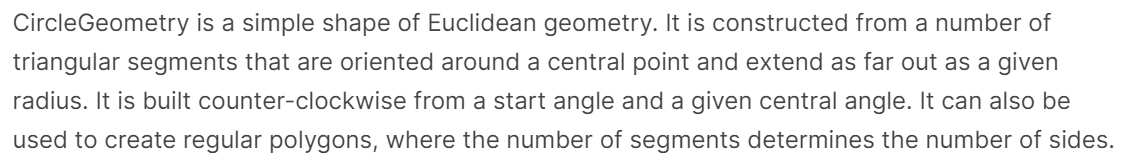 CircleGeometry is a simple shape of Euclidean geometry. It is constructed from a number of
triangular segments that are oriented around a central point and extend as far out as a given
radius. It is built counter-clockwise from a start angle and a given central angle. It can also be
used to create regular polygons, where the number of segments determines the number of sides.